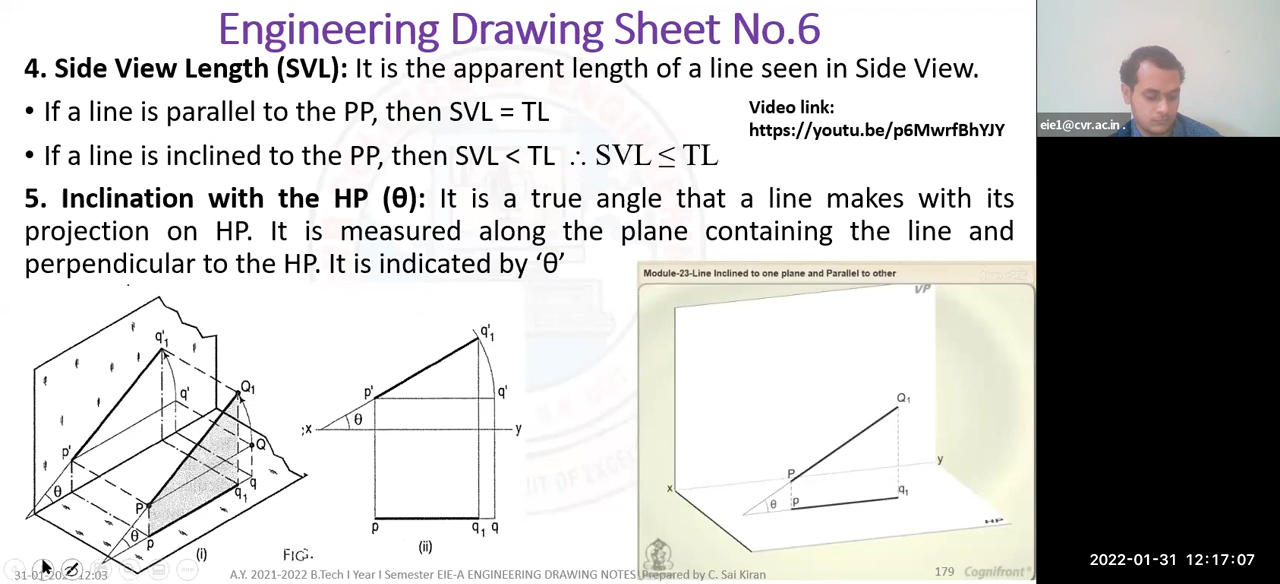 Engineering Drawing Sheet No.6
4. Side View Length (SVL): It is the apparent length of a line seen in Side View.
• If a line is parallel to the PP, then SVL = TL
Video link:
https://youtu.be/p6MwrfBhYJY
• If a line is inclined to the PP, then SVL < TL ∴ SVL ≤ TL
5. Inclination with the HP (θ): It is a true angle that a line makes with its
projection on HP. It is measured along the plane containing the line and
perpendicular to the HP. It is indicated by ‘θ’
q'₁
q'
Q₁
Q
p'
θ
P
q
q₁
θ
p
(i)
FIG.
q'₁
p'
q'
θ
x
y
p
q₁ q
(ii)
Module-23-Line Inclined to one plane and Parallel to other
VP
Q₁
P
y
x
q₁
θ
p
HP
eie1@cvr.ac.in .
2022-01-31 12:17:07
12:03
A.Y. 2021-2022 B.Tech I Year I Semester EIE-A ENGINEERING DRAWING NOTES Prepared by C. Sai Kiran
179
Cognifront